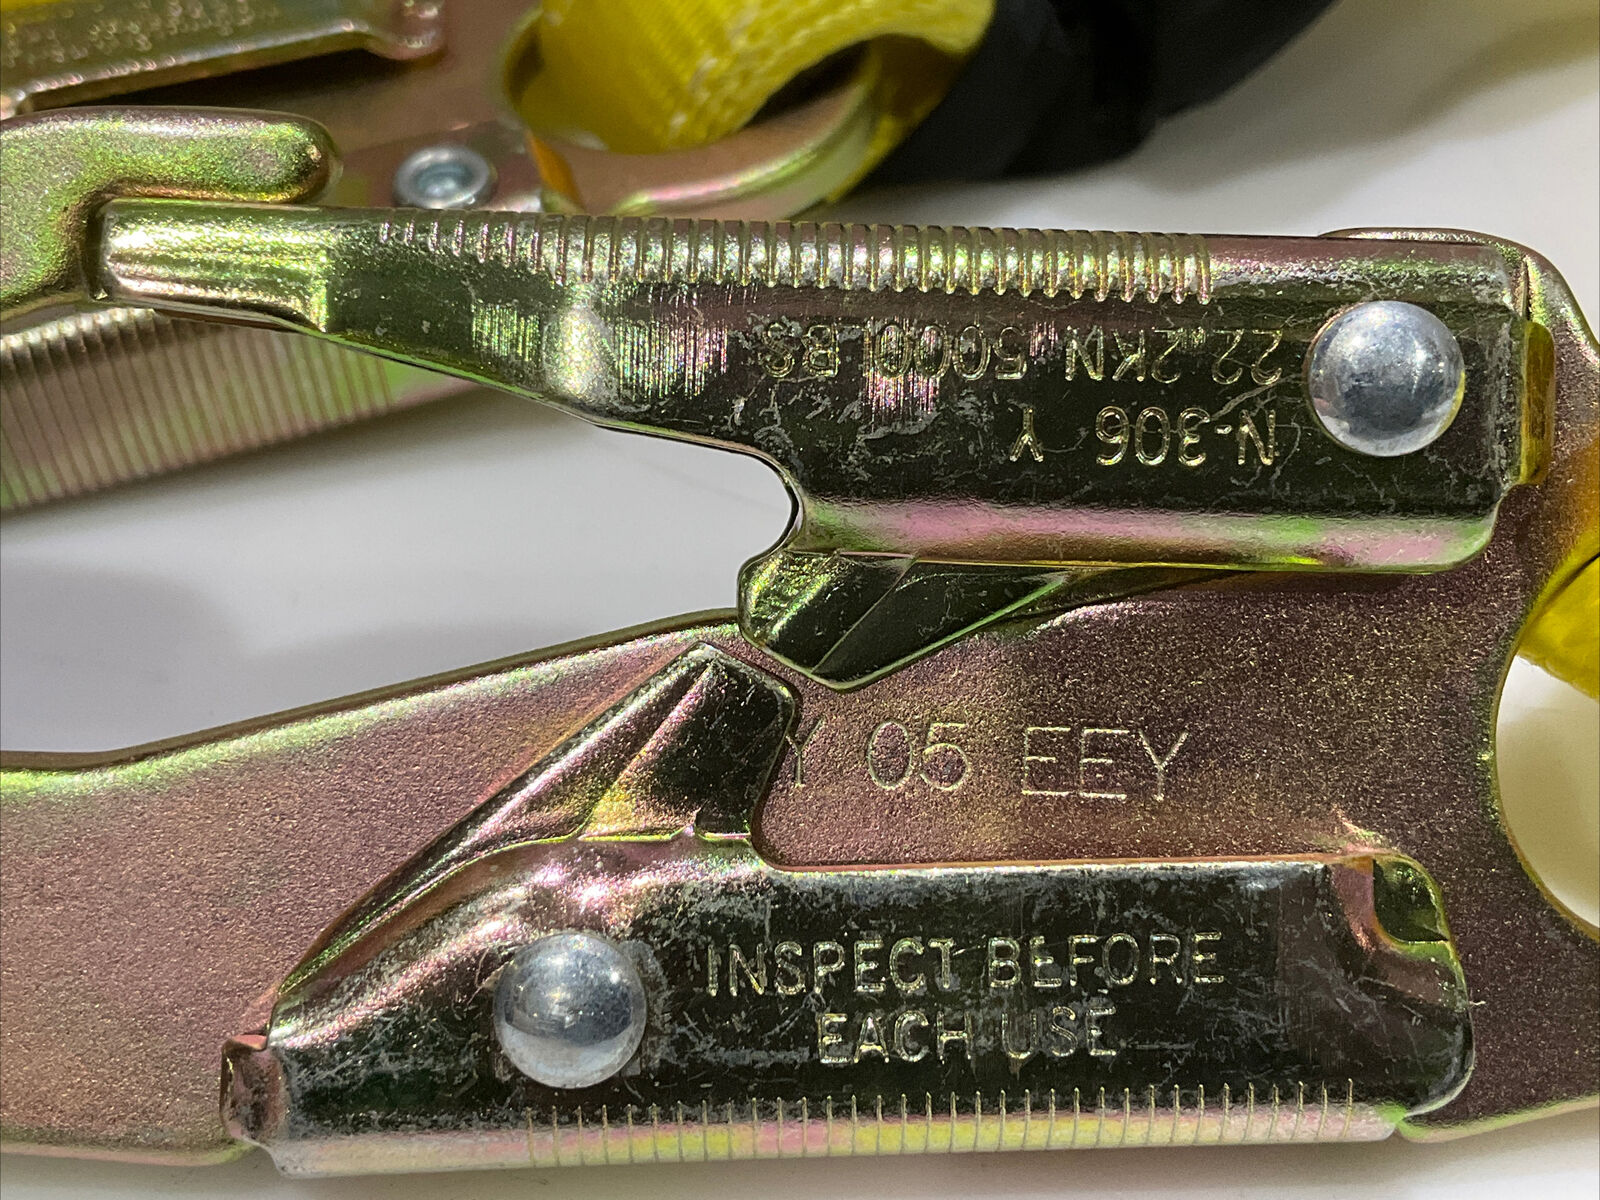 22.2KN 5000LBS
N-306 Y
Y 05 EEY
INSPECT BEFORE
EACH USE